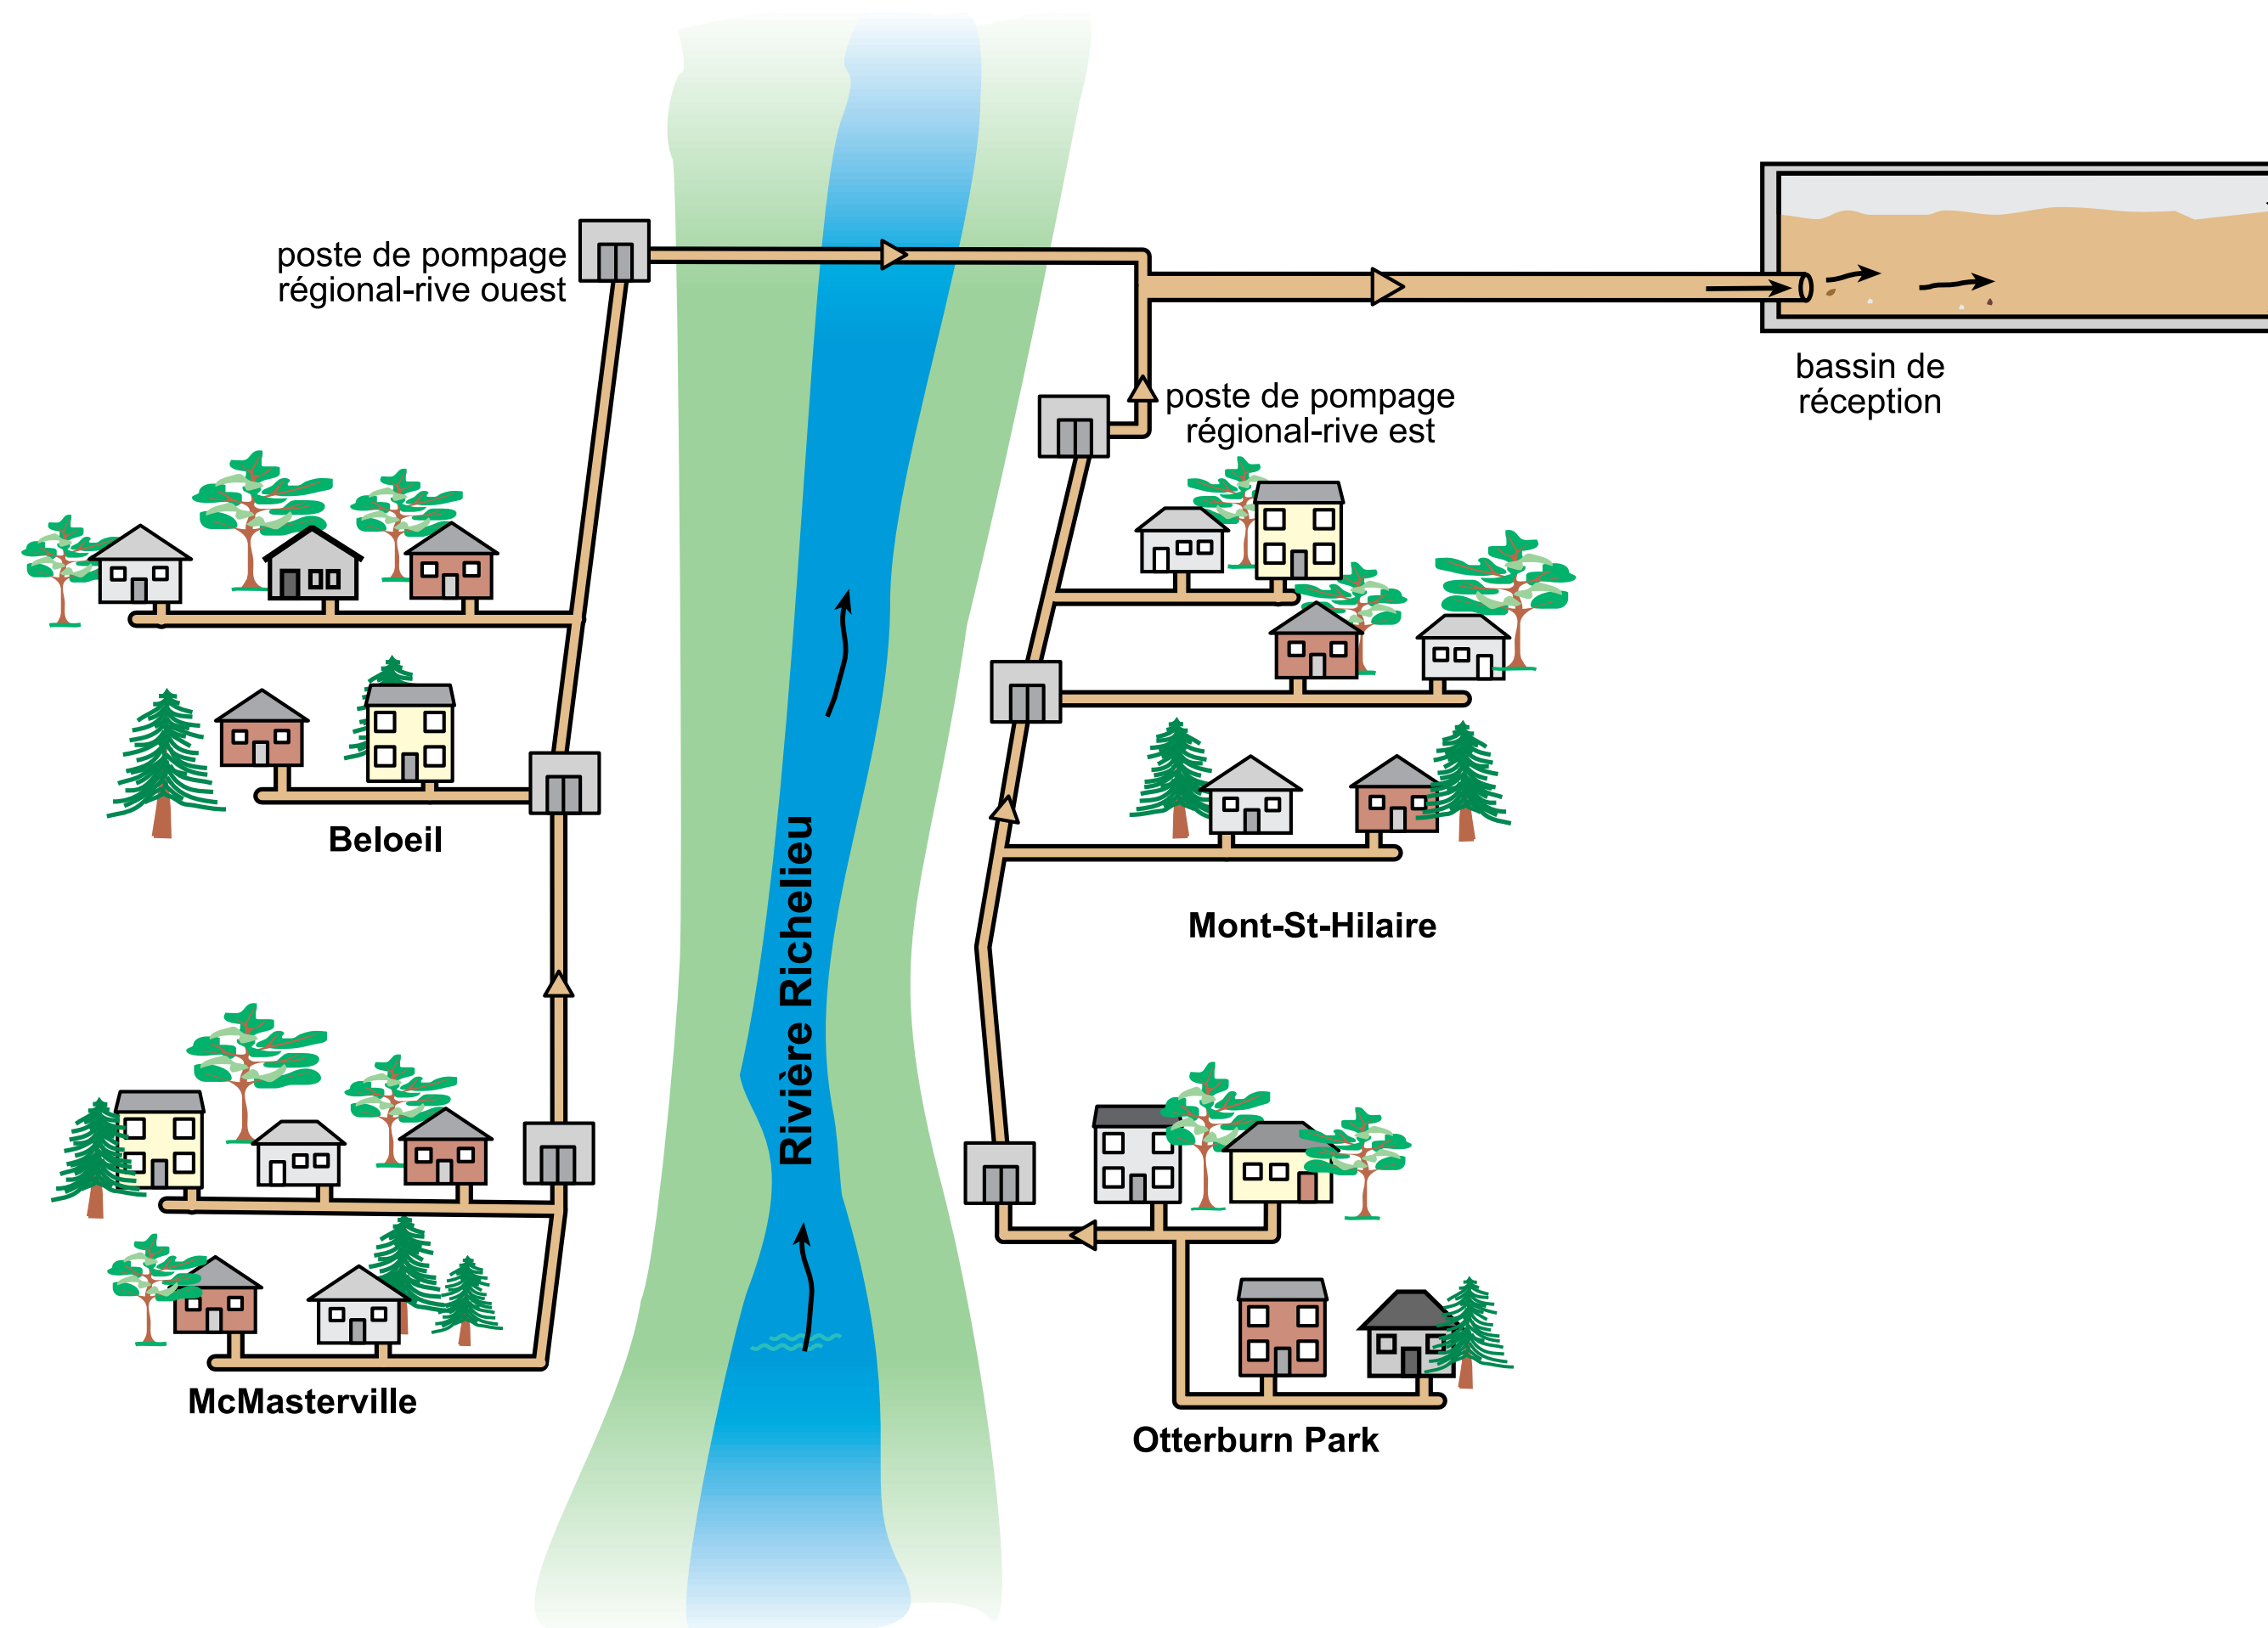 poste de pompage
régional-rive ouest
bassin de
réception
poste de pompage
régional-rive est
Beloeil
Rivière Richelieu
Mont-St-Hilaire
McMasterville
Otterburn Park